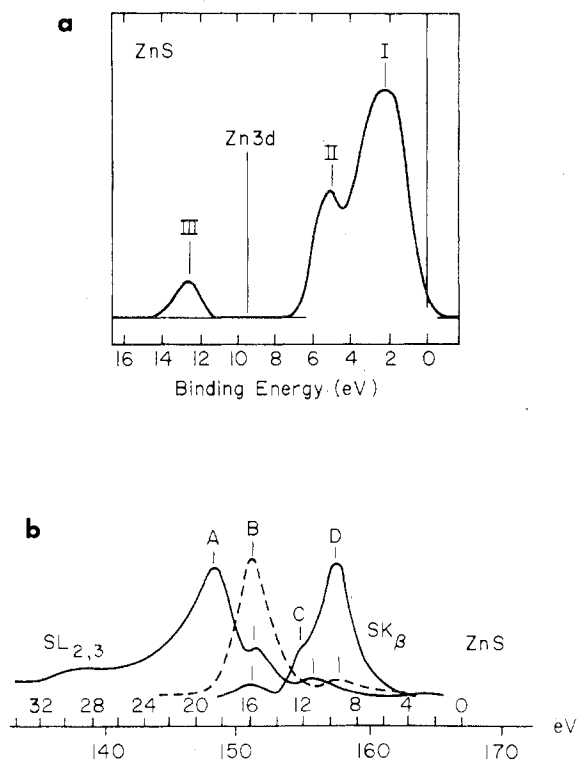 a
ZnS
I
Zn3d
II
III
16 14 12 10 8 6 4 2 0
Binding Energy (eV)
b
A
B
D
C
SL2,3
SKβ
ZnS
32 28 24 20 16 12 8 4 0
eV
140 150 160 170